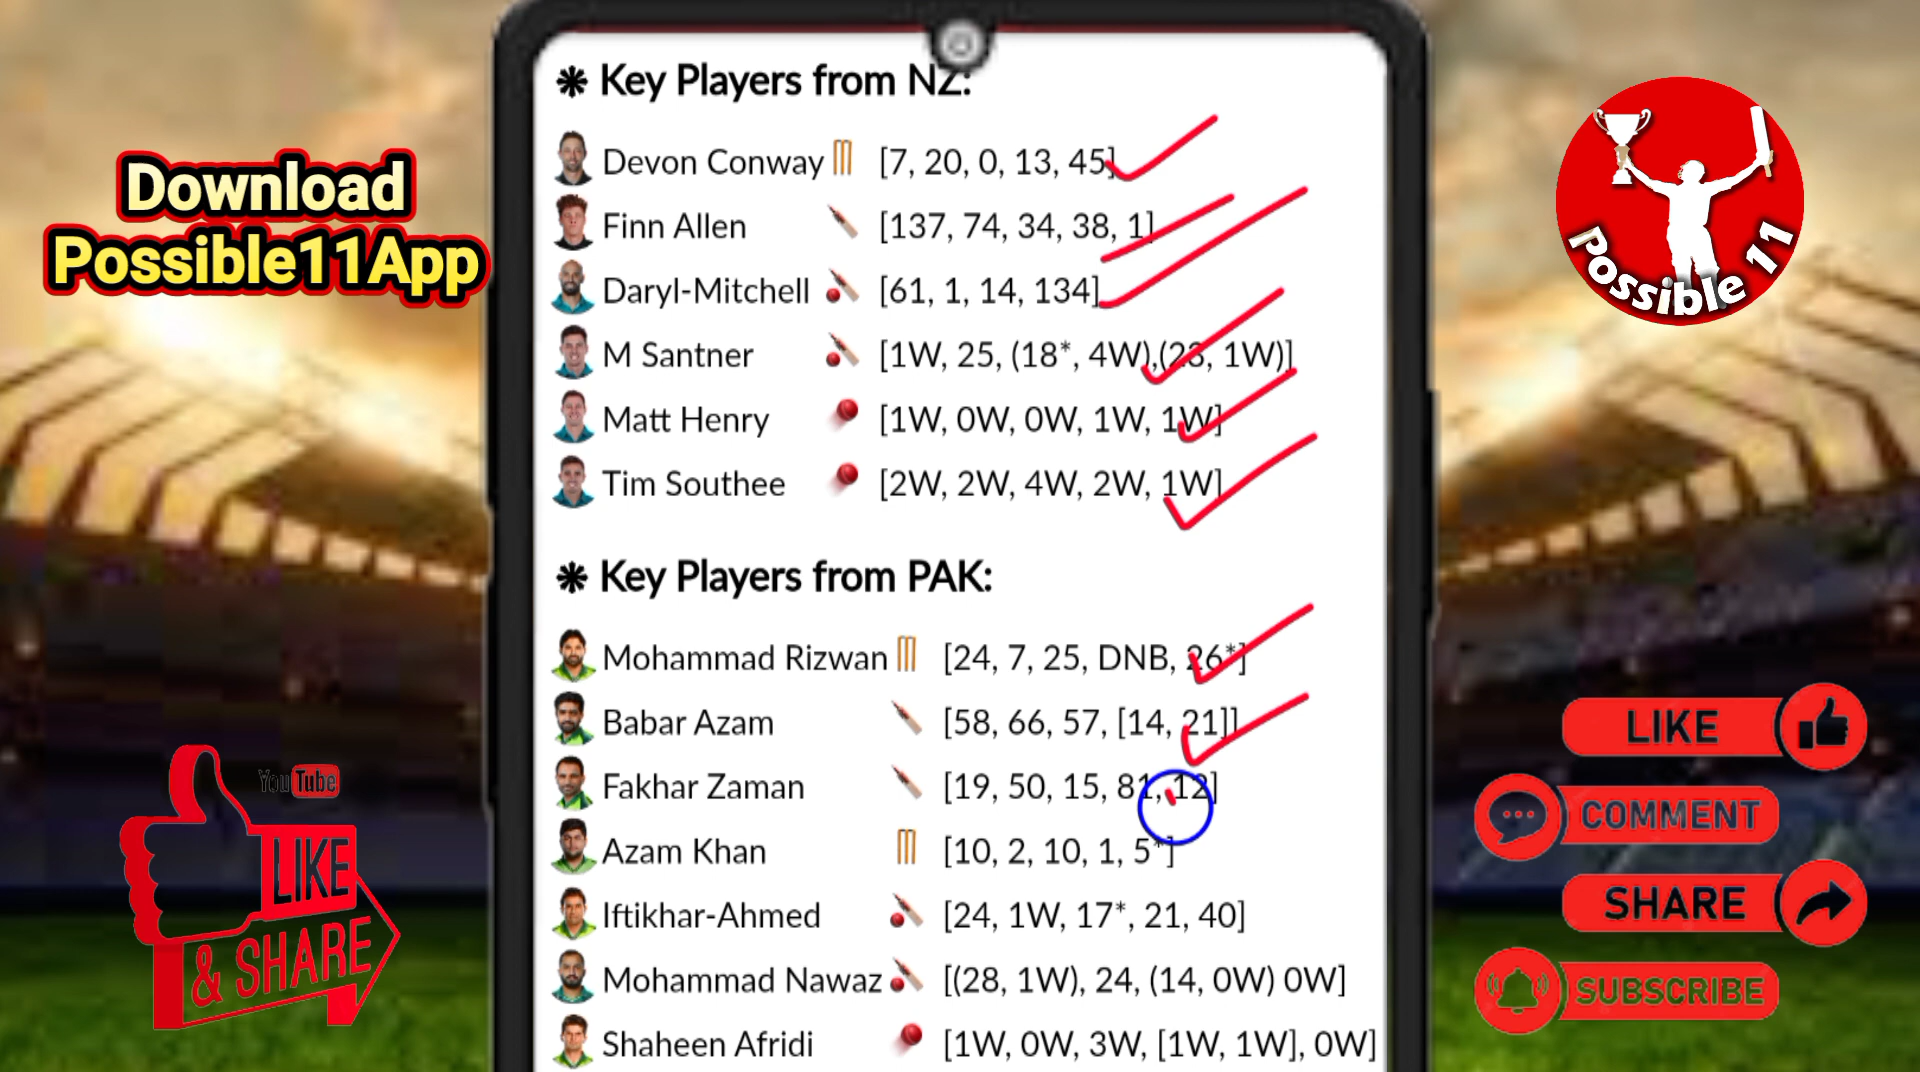 Download
Possible11App
✱ Key Players from NZ:
Devon Conway [7, 20, 0, 13, 45]
Finn Allen [137, 74, 34, 38, 1]
Daryl-Mitchell [61, 1, 14, 134]
M Santner [1W, 25, (18*, 4W),(23, 1W)]
Matt Henry [1W, 0W, 0W, 1W, 1W]
Tim Southee [2W, 2W, 4W, 2W, 1W]
✱ Key Players from PAK:
Mohammad Rizwan [24, 7, 25, DNB, 26*]
Babar Azam [58, 66, 57, [14, 21]]
Fakhar Zaman [19, 50, 15, 81, 12]
Azam Khan [10, 2, 10, 1, 5*]
Iftikhar-Ahmed [24, 1W, 17*, 21, 40]
Mohammad Nawaz [(28, 1W), 24, (14, 0W) 0W]
Shaheen Afridi [1W, 0W, 3W, [1W, 1W], 0W]
Possible 11
YouTube
LIKE
& SHARE
LIKE
COMMENT
SHARE
SUBSCRIBE